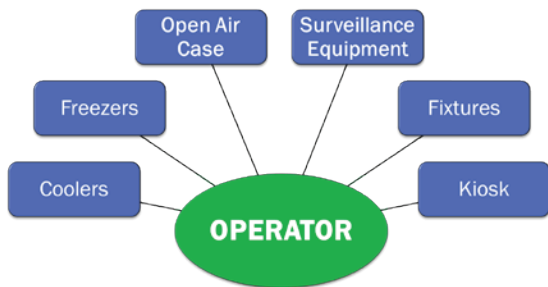 Open Air
Case
Surveillance
Equipment
Freezers
Fixtures
Coolers
Kiosk
OPERATOR